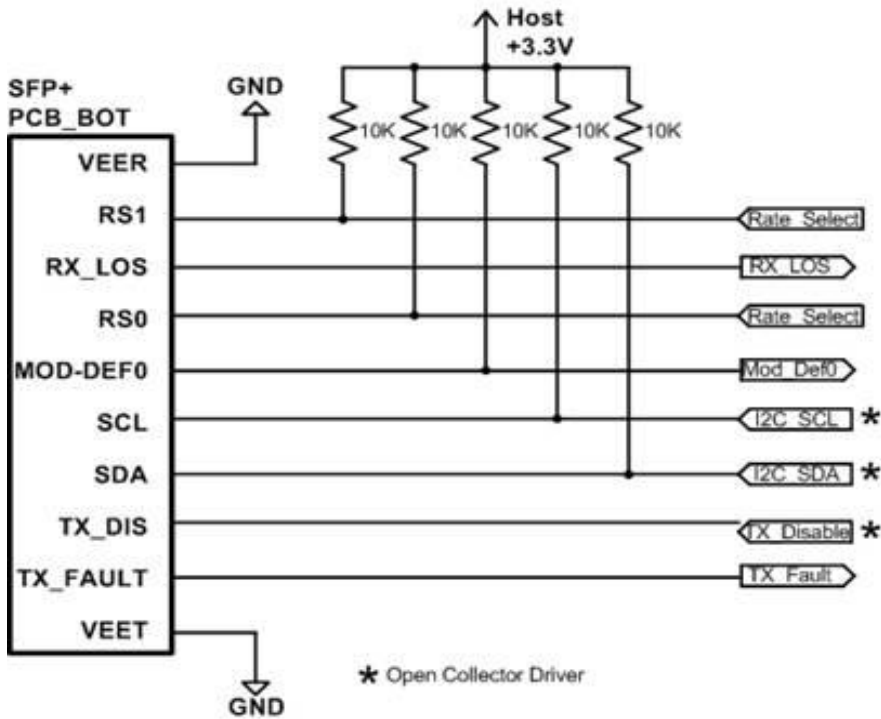 Host
+3.3V
SFP+
PCB_BOT
GND
10K
10K
10K
10K
10K
VEER
RS1
Rate_Select
RX_LOS
RX_LOS
RS0
Rate_Select
MOD-DEF0
Mod_Def0
SCL
I2C_SCL *
SDA
I2C_SDA *
TX_DIS
TX_Disable *
TX_FAULT
TX_Fault
VEET
GND
* Open Collector Driver